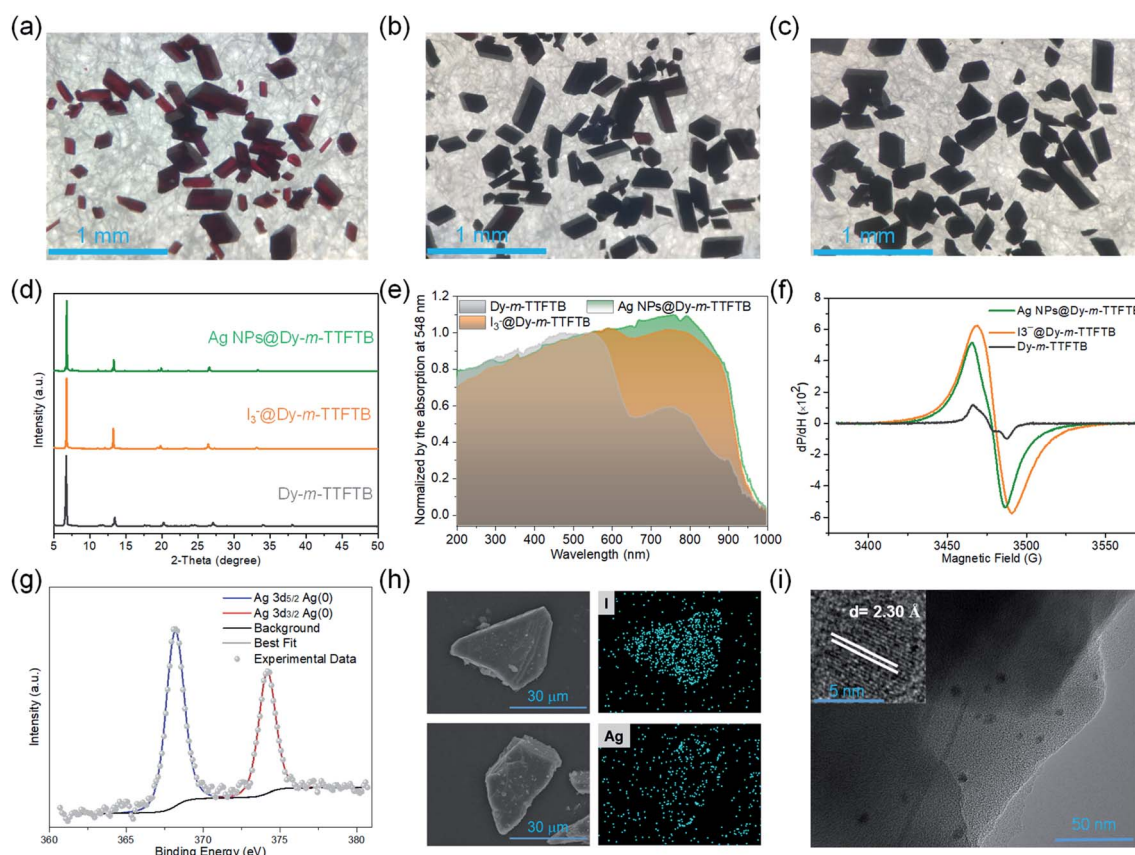 (a)
1 mm
(b)
1 mm
(c)
1 mm
(d)
Intensity (a.u.)
Ag NPs@Dy-m-TTFTB
I₃⁻@Dy-m-TTFTB
Dy-m-TTFTB
5 10 15 20 25 30 35 40 45 50
2-Theta (degree)
(e)
Normalized by the absorption at 548 nm
Dy-m-TTFTB
Ag NPs@Dy-m-TTFTB
I₃⁻@Dy-m-TTFTB
1.2
1.0
0.8
0.6
0.4
0.2
0.0
200 300 400 500 600 700 800 900 1000
Wavelength (nm)
(f)
dP/dH (×10²)
Ag NPs@Dy-m-TTFTB
I3⁻@Dy-m-TTFTB
Dy-m-TTFTB
8
6
4
2
0
-2
-4
-6
3400 3450 3500 3550
Magnetic Field (G)
(g)
Intensity (a.u.)
Ag 3d5/2 Ag(0)
Ag 3d3/2 Ag(0)
Background
Best Fit
Experimental Data
360 365 370 375 380
Binding Energy (eV)
(h)
30 μm
I
30 μm
Ag
(i)
d= 2.30 Å
5 nm
50 nm